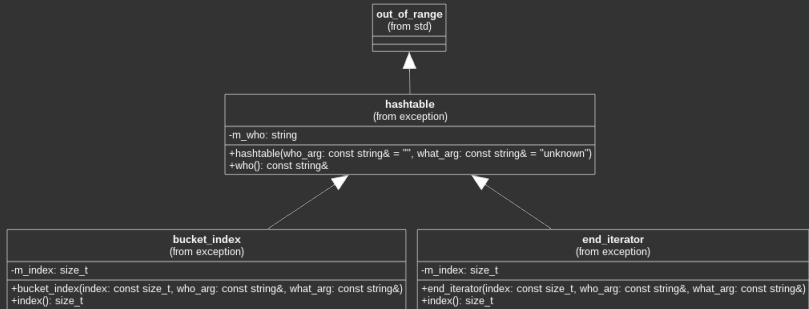 out_of_range
(from std)
hashtable
(from exception)
-m_who: string
+hashtable(who_arg: const string& = "", what_arg: const string& = "unknown")
+who(): const string&
bucket_index
(from exception)
-m_index: size_t
+bucket_index(index: const size_t, who_arg: const string&, what_arg: const string&)
+index(): size_t
end_iterator
(from exception)
-m_index: size_t
+end_iterator(index: const size_t, who_arg: const string&, what_arg: const string&)
+index(): size_t